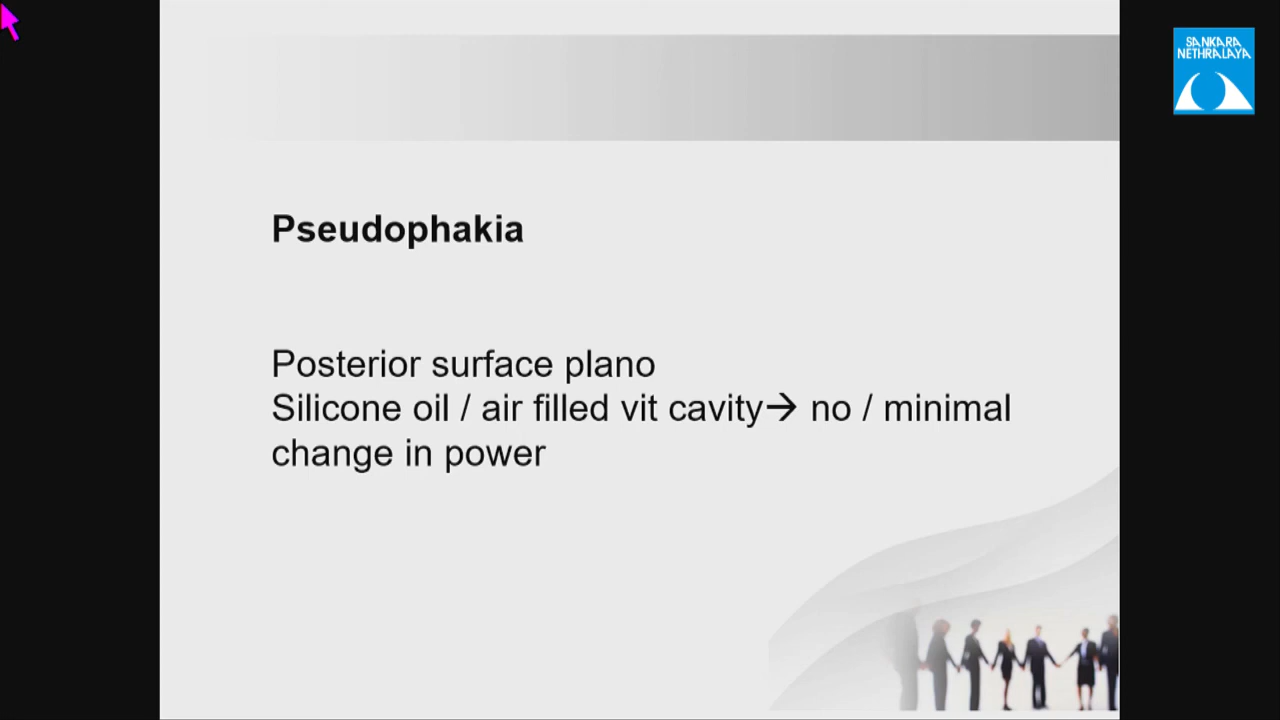 SANKARA
NETHRALAYA
Pseudophakia
Posterior surface plano
Silicone oil / air filled vit cavity→ no / minimal
change in power